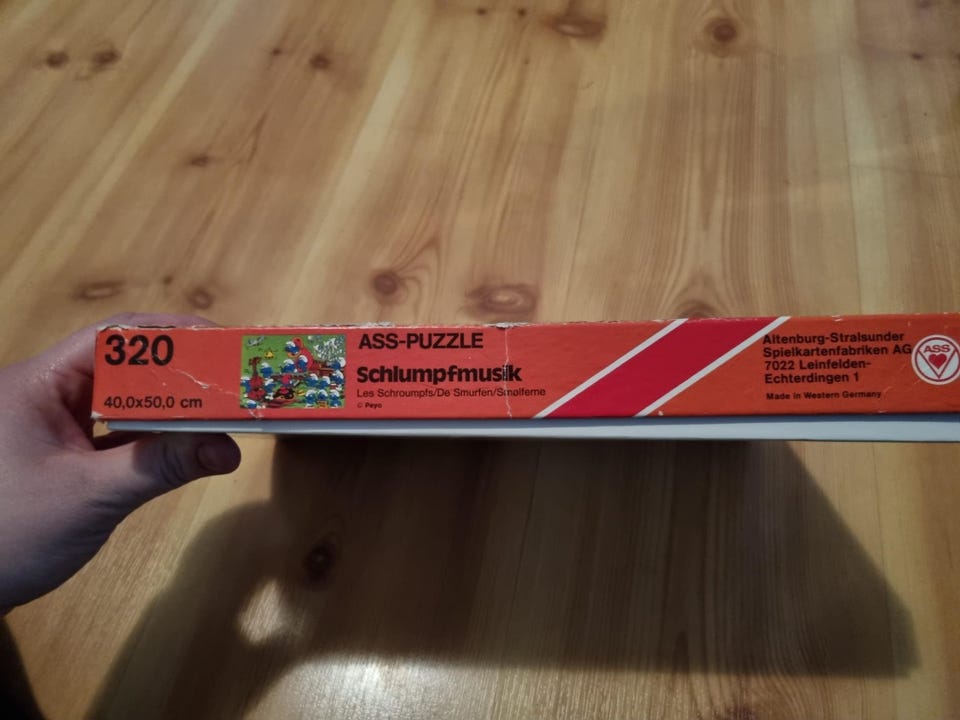 320
40,0x50,0 cm
ASS-PUZZLE
Schlumpfmusik
Les Schroumpfs/De Smurfen/Smølferne
© Peyo
Altenburg-Stralsunder
Spielkartenfabriken AG
7022 Leinfelden-
Echterdingen 1
Made in Western Germany
ASS